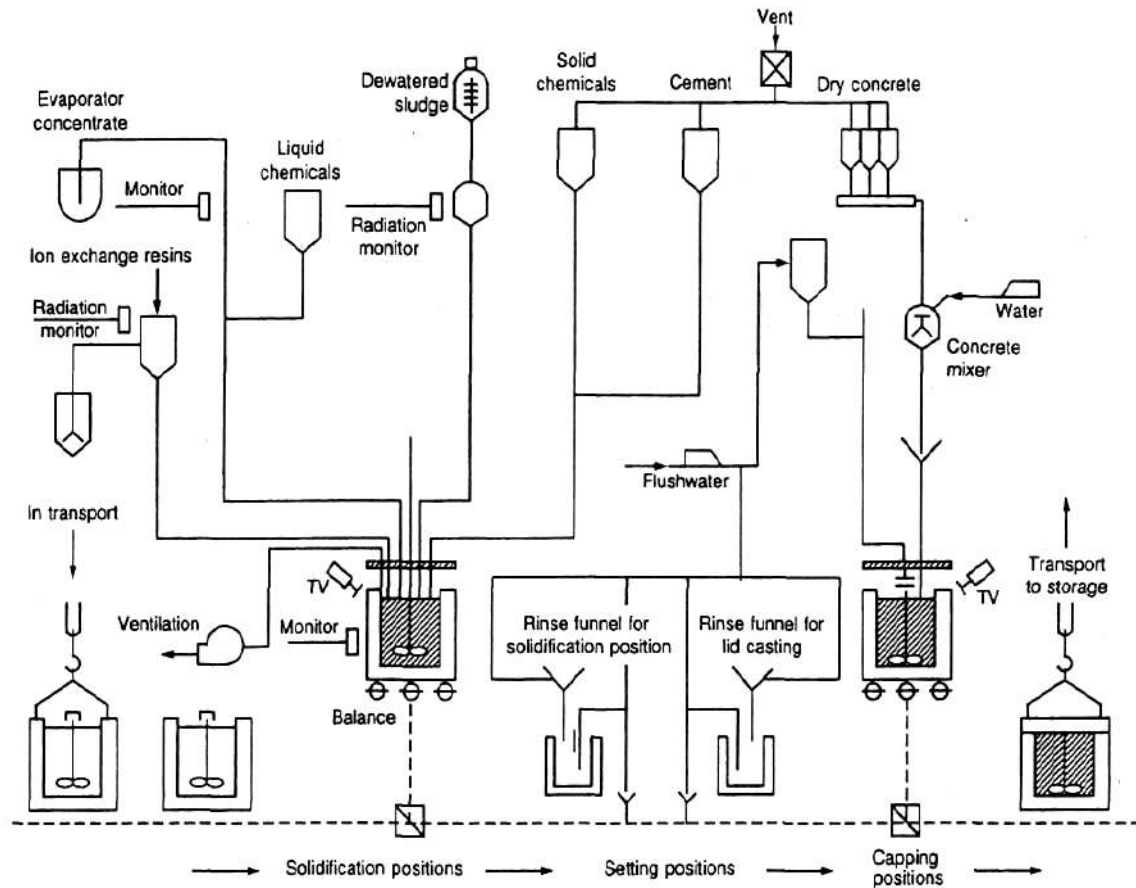 Vent
Solid
chemicals
Cement
Dry concrete
Dewatered
sludge
Evaporator
concentrate
Liquid
chemicals
Monitor
Radiation
monitor
Ion exchange resins
Radiation
monitor
Water
Concrete
mixer
Flushwater
In transport
Transport
to storage
TV
TV
Ventilation
Monitor
Rinse funnel for
solidification position
Rinse funnel for
lid casting
Balance
Solidification positions
Setting positions
Capping
positions